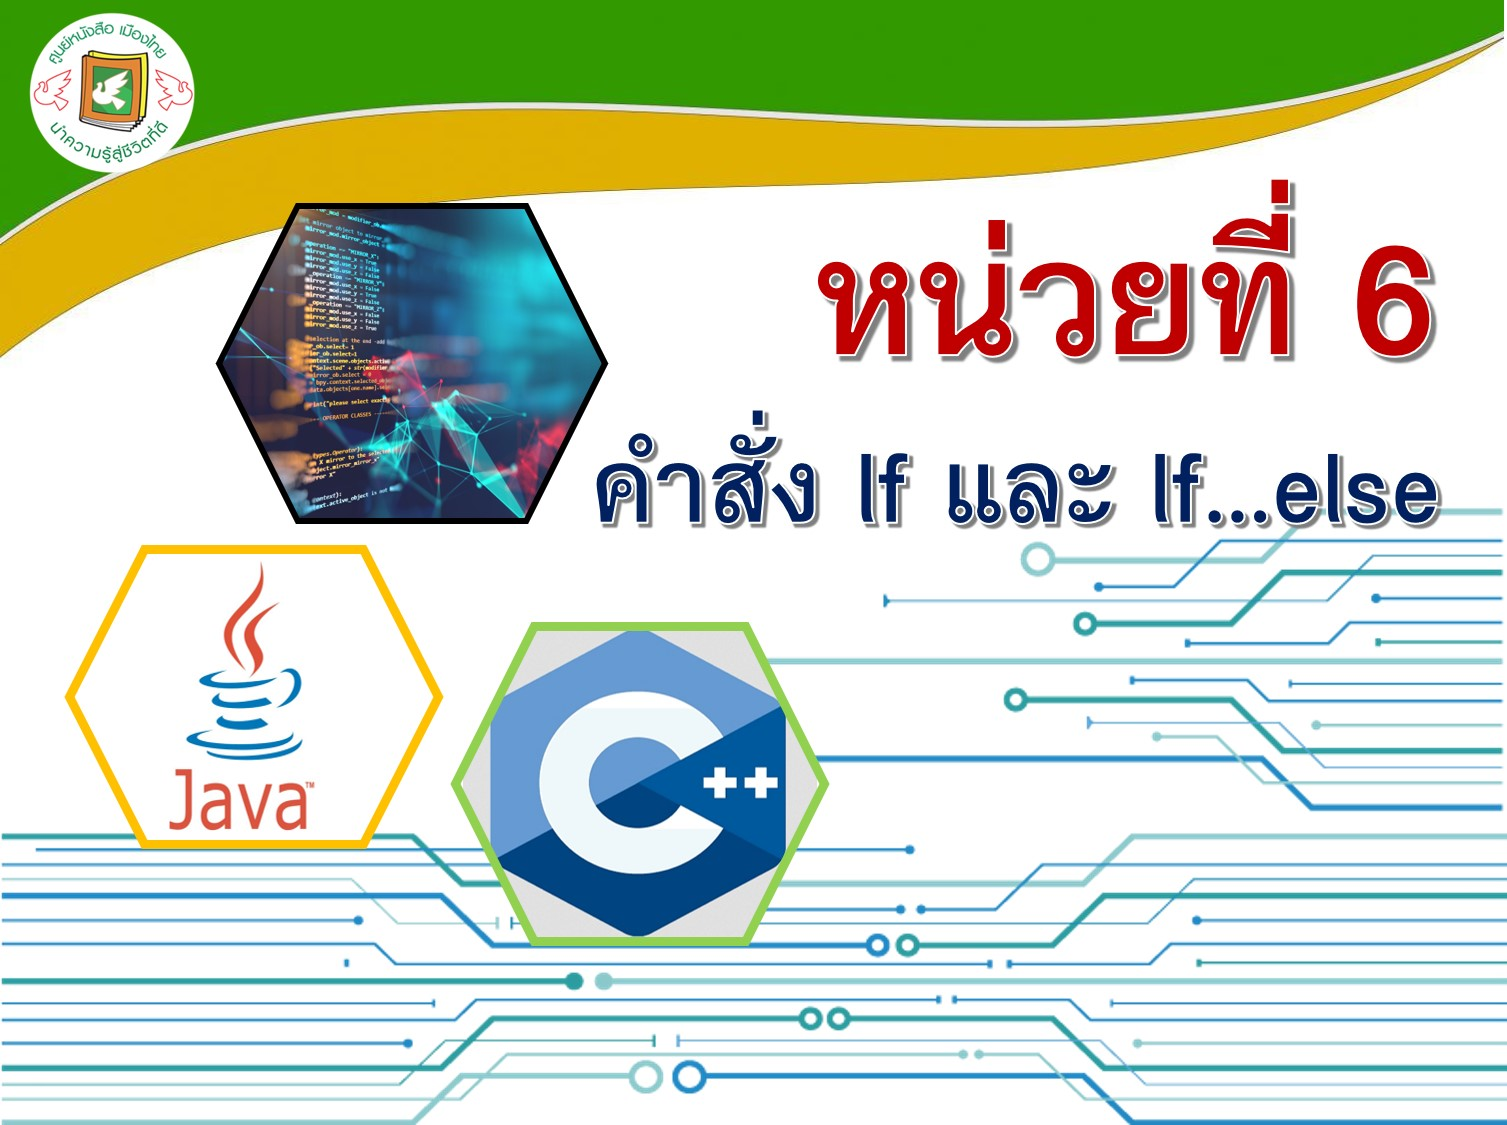 ศูนย์หนังสือ เมืองไทย
นำความรู้สู่ชีวิตที่ดี
หน่วยที่ 6
คำสั่ง If และ If...else
Java™
C++